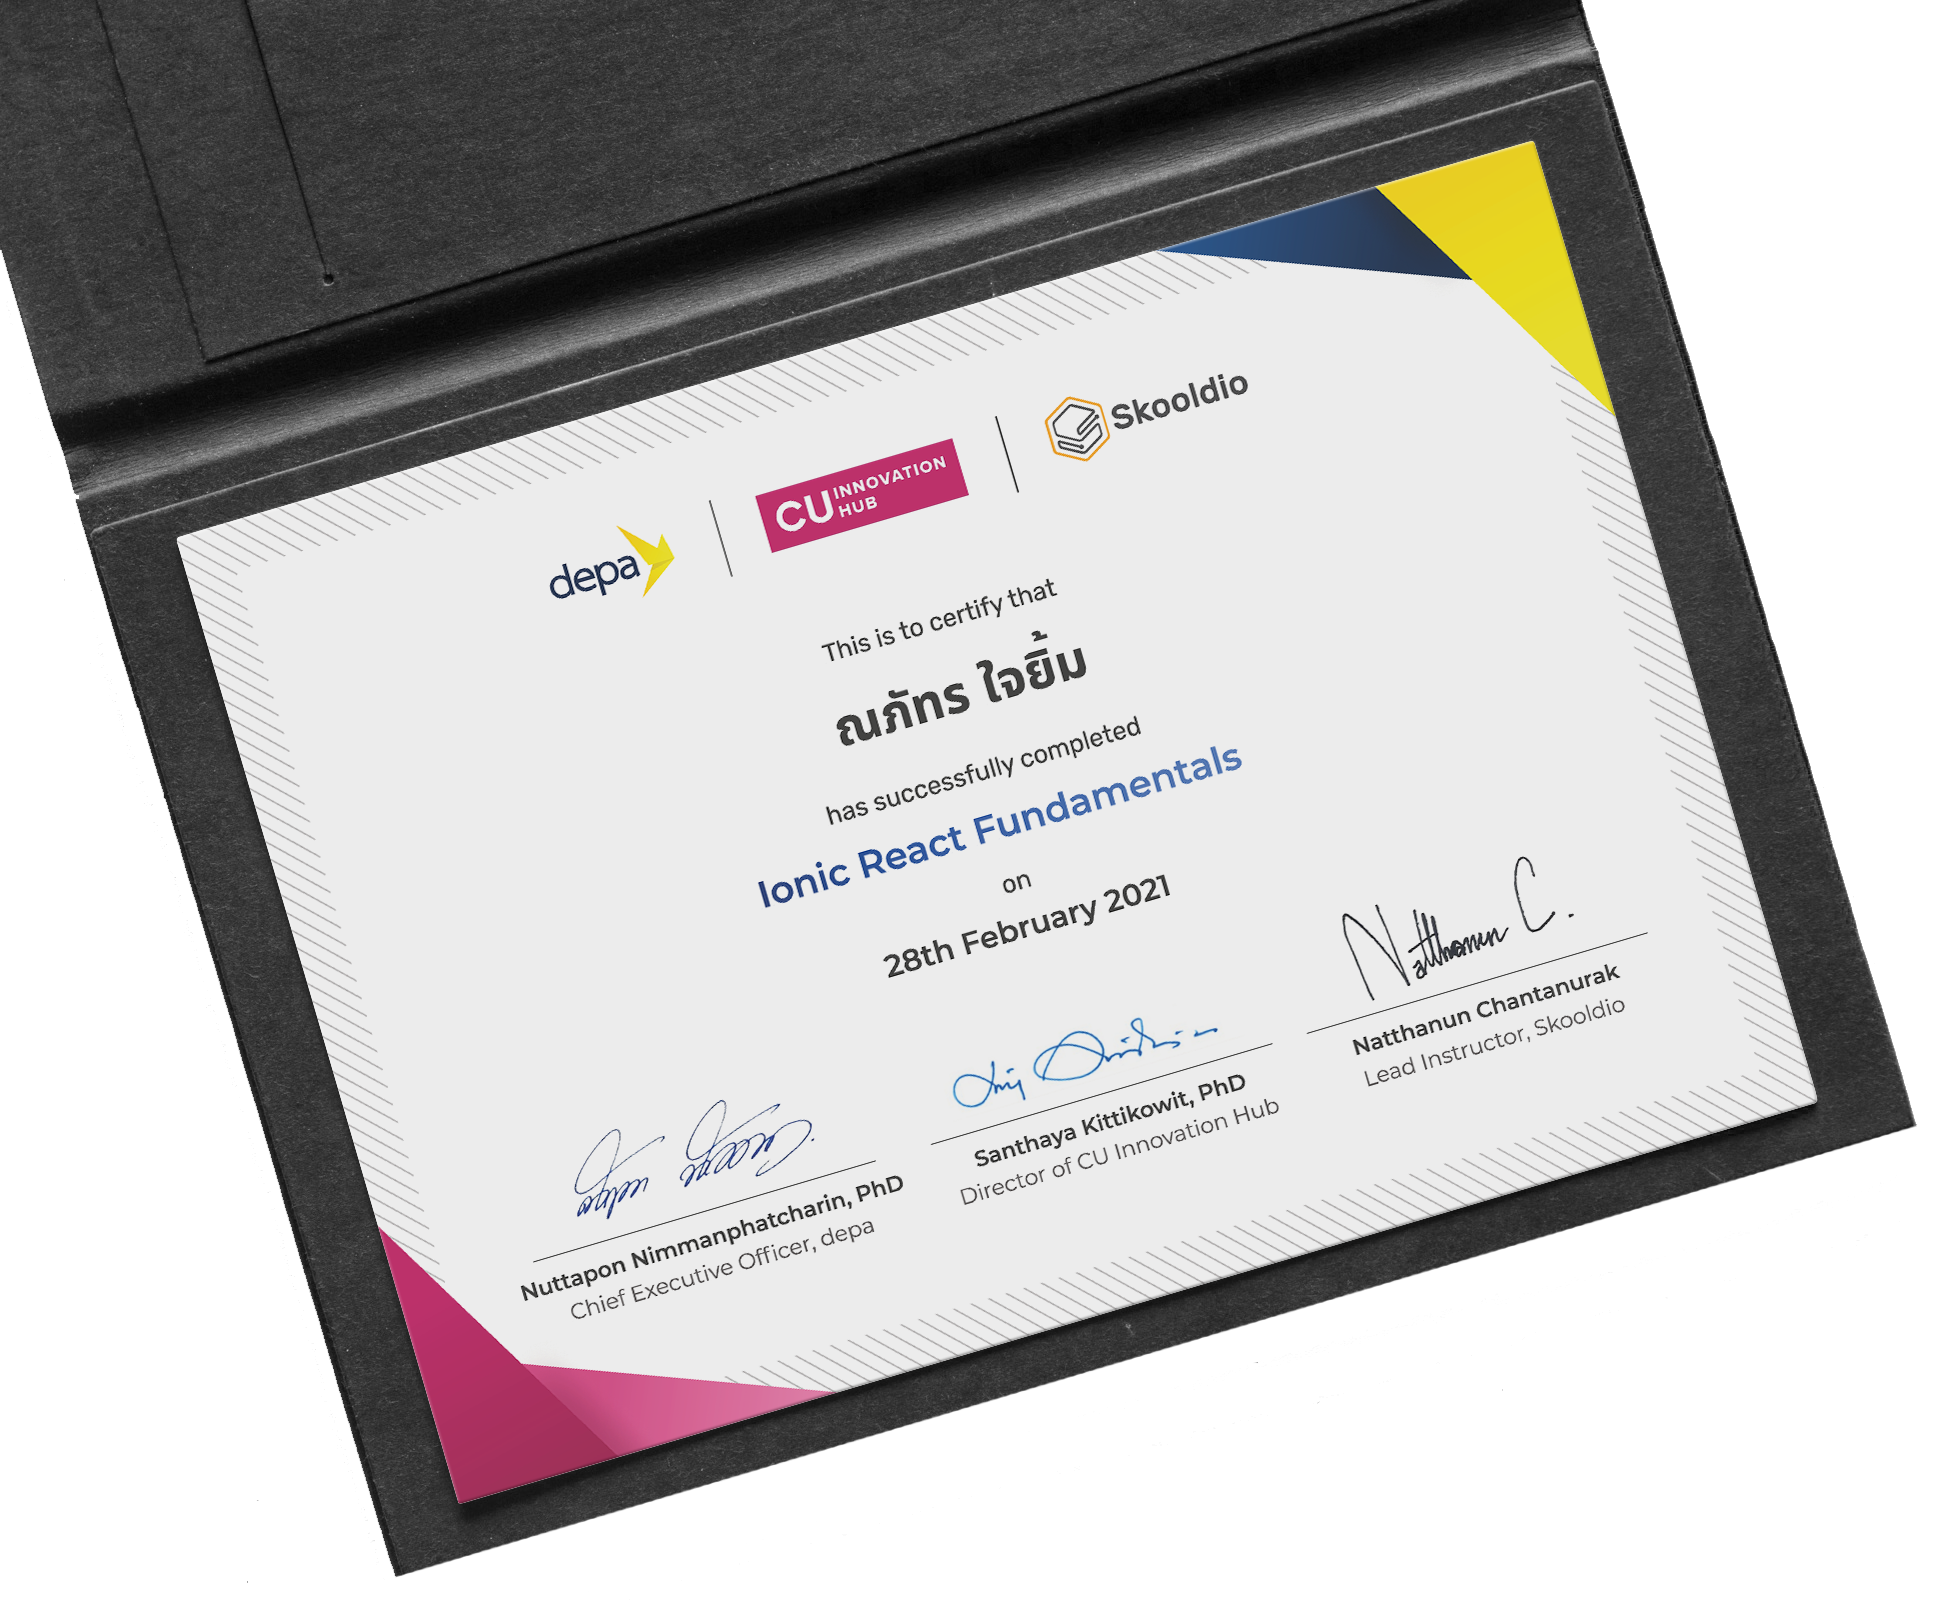 depa
CU INNOVATION HUB
Skooldio
This is to certify that
ณภัทร ใจยิ้ม
has successfully completed
Ionic React Fundamentals
on
28th February 2021
Natthanun C.
Nuttapon Nimmanphatcharin, PhD
Chief Executive Officer, depa
Santhaya Kittikowit, PhD
Director of CU Innovation Hub
Natthanun Chantanurak
Lead Instructor, Skooldio